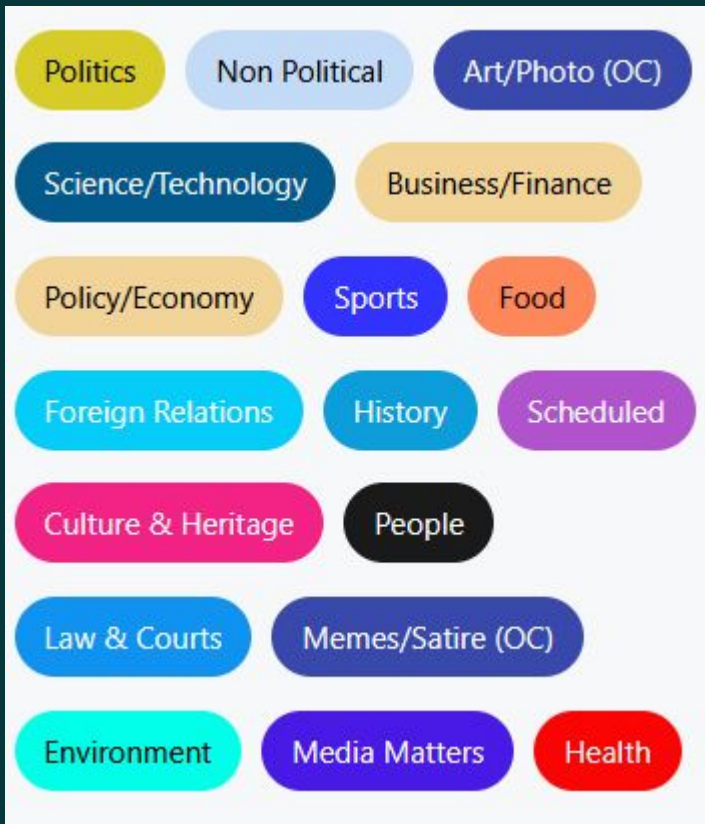 Politics Non Political Art/Photo (OC)
Science/Technology Business/Finance
Policy/Economy Sports Food
Foreign Relations History Scheduled
Culture & Heritage People
Law & Courts Memes/Satire (OC)
Environment Media Matters Health